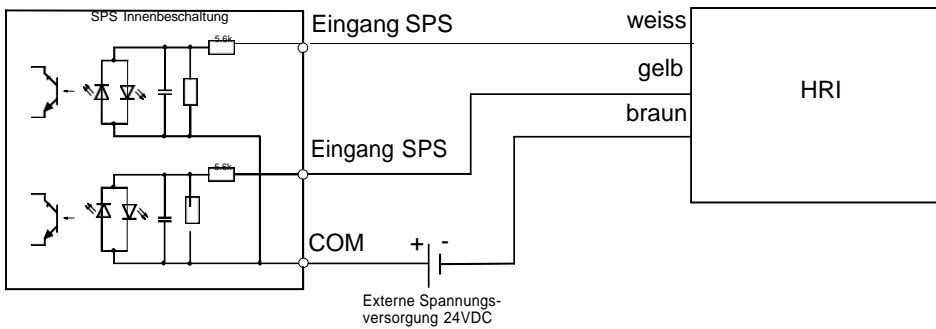 SPS Innenbeschaltung
Eingang SPS
weiss
5.6k
gelb
HRI
braun
Eingang SPS
5.6k
COM
+ -
Externe Spannungs-
versorgung 24VDC